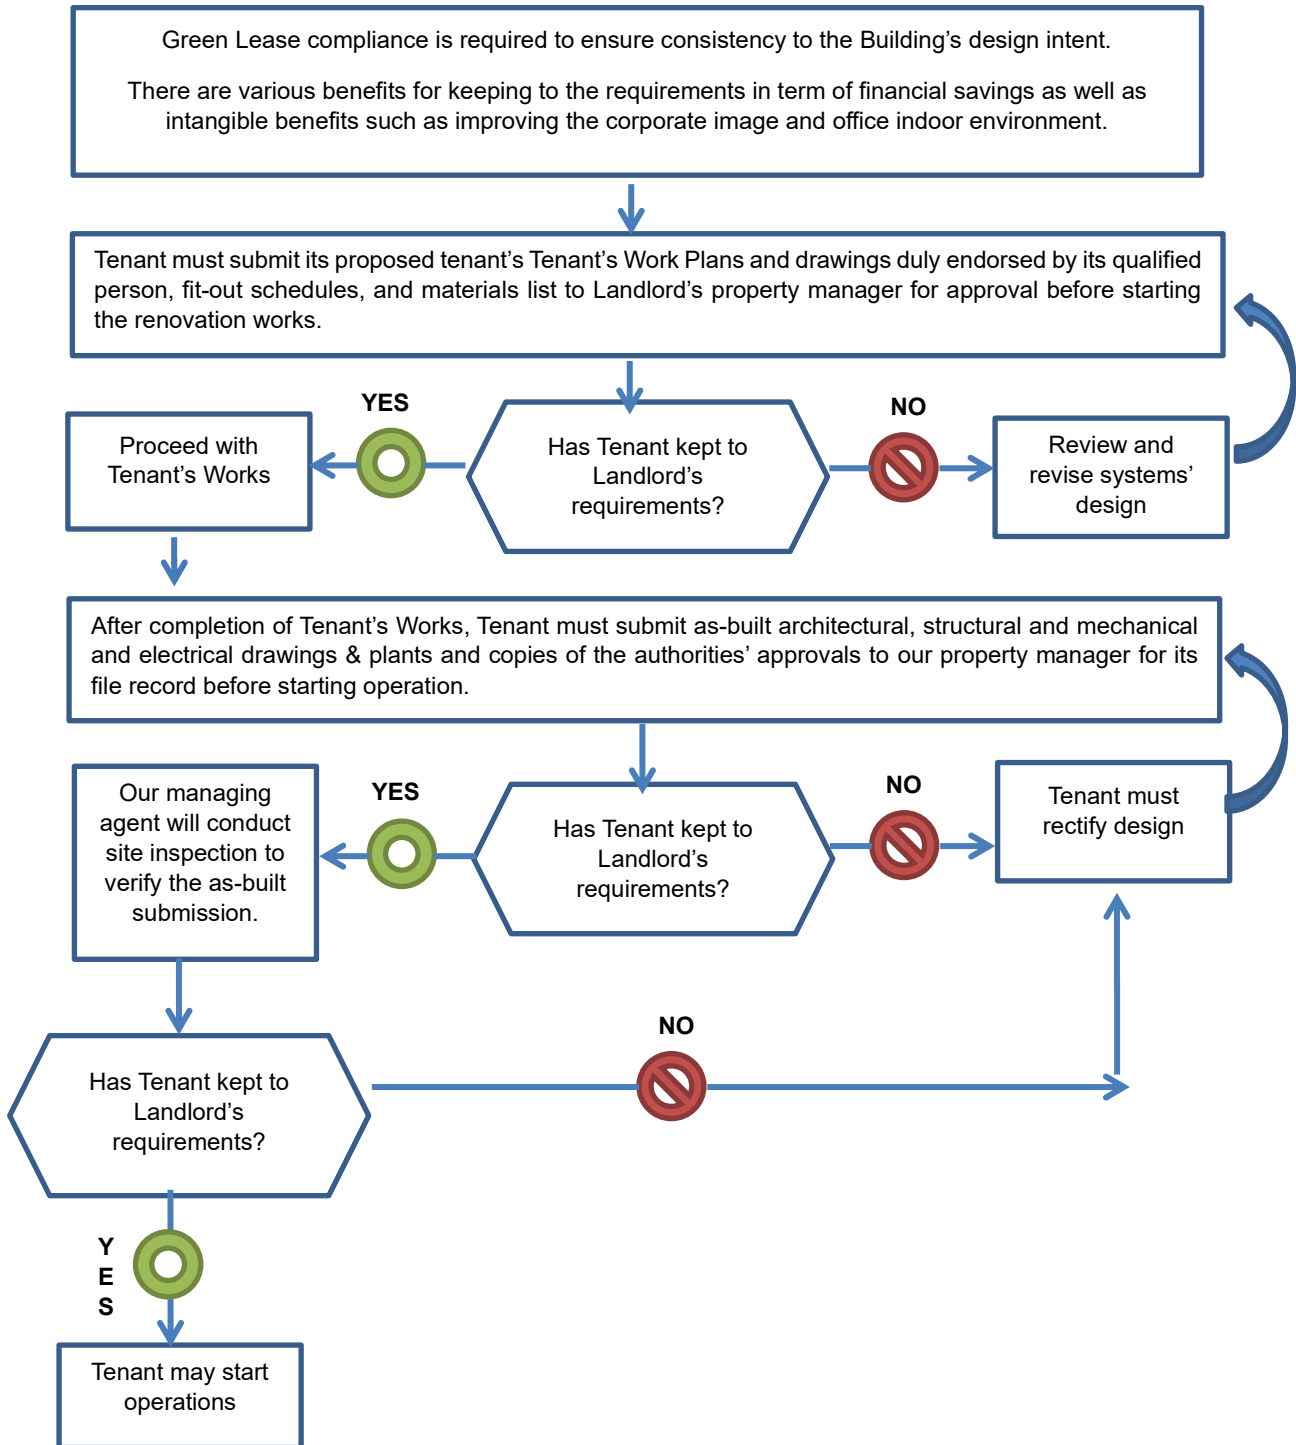 Green Lease compliance is required to ensure consistency to the Building's design intent.
There are various benefits for keeping to the requirements in term of financial savings as well as
intangible benefits such as improving the corporate image and office indoor environment.
Tenant must submit its proposed tenant's Tenant's Work Plans and drawings duly endorsed by its qualified
person, fit-out schedules, and materials list to Landlord's property manager for approval before starting
the renovation works.
YES
NO
Proceed with
Tenant's Works
Has Tenant kept to
Landlord's
requirements?
Review and
revise systems'
design
After completion of Tenant's Works, Tenant must submit as-built architectural, structural and mechanical
and electrical drawings & plants and copies of the authorities' approvals to our property manager for its
file record before starting operation.
Our managing
agent will conduct
site inspection to
verify the as-built
submission.
YES
Has Tenant kept to
Landlord's
requirements?
NO
Tenant must
rectify design
Has Tenant kept to
Landlord's
requirements?
NO
Y
E
S
Tenant may start
operations